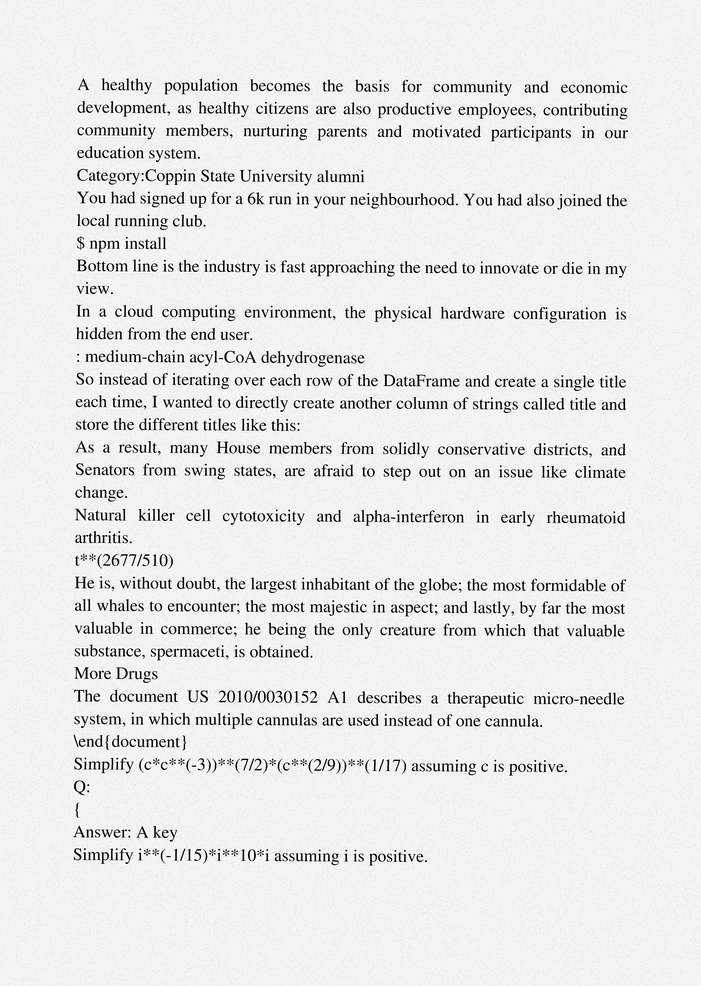 A healthy population becomes the basis for community and economic
development, as healthy citizens are also productive employees, contributing
community members, nurturing parents and motivated participants in our
education system.
Category:Coppin State University alumni
You had signed up for a 6k run in your neighbourhood. You had also joined the
local running club.
$ npm install
Bottom line is the industry is fast approaching the need to innovate or die in my
view.
In a cloud computing environment, the physical hardware configuration is
hidden from the end user.
: medium-chain acyl-CoA dehydrogenase
So instead of iterating over each row of the DataFrame and create a single title
each time, I wanted to directly create another column of strings called title and
store the different titles like this:
As a result, many House members from solidly conservative districts, and
Senators from swing states, are afraid to step out on an issue like climate
change.
Natural killer cell cytotoxicity and alpha-interferon in early rheumatoid
arthritis.
t**(2677/510)
He is, without doubt, the largest inhabitant of the globe; the most formidable of
all whales to encounter; the most majestic in aspect; and lastly, by far the most
valuable in commerce; he being the only creature from which that valuable
substance, spermaceti, is obtained.
More Drugs
The document US 2010/0030152 A1 describes a therapeutic micro-needle
system, in which multiple cannulas are used instead of one cannula.
\end{document}
Simplify (c*c**(-3))**(7/2)*(c**(2/9))**(1/17) assuming c is positive.
Q:
{
Answer: A key
Simplify i**(-1/15)*i**10*i assuming i is positive.